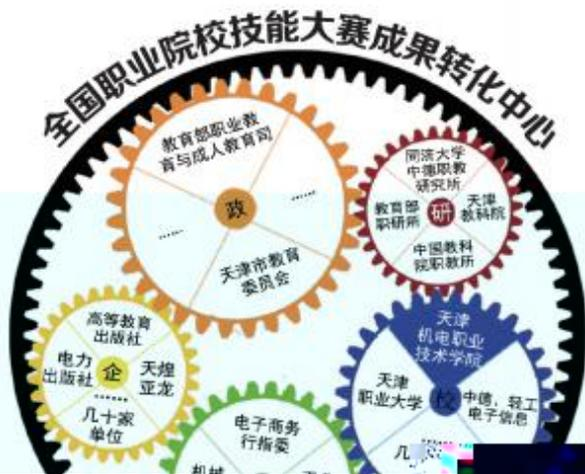 全国职业院校技能大赛成果转化中心
教育部职业教
育与成人教育司
政
……
……
天津市教育
委员会
同济大学
中德职教
研究所
教育部
职研所
研
天津
教科院
中国教科
院职教所
高等教育
出版社
电力
出版社
企
天煌
亚龙
……
几十家
单位
天津
机电职业
技术学院
天津
职业大学
校
中德、轻工
电子信息
电子商务
行指委
机械